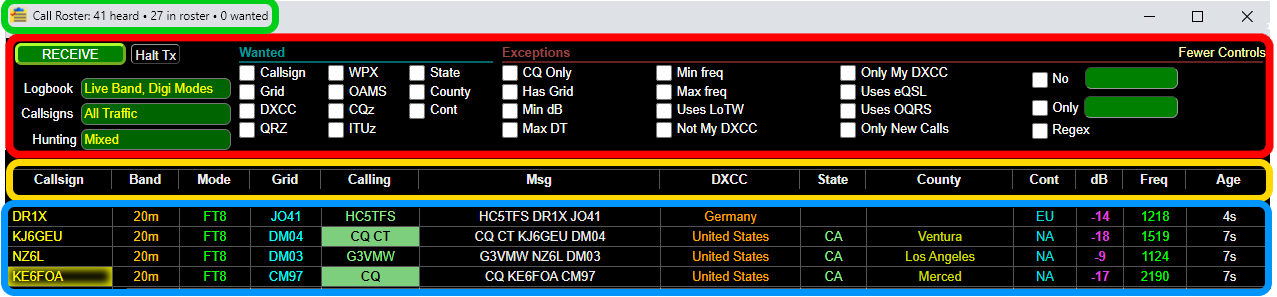 Call Roster: 41 heard • 27 in roster • 0 wanted
RECEIVE Halt Tx Wanted Exceptions Fewer Controls
Callsign WPX State CQ Only Min freq Only My DXCC No
Logbook Live Band, Digi Modes Grid OAMS County Has Grid Max freq Uses eQSL
Callsigns All Traffic DXCC CQz Cont Min dB Uses LoTW Uses OQRS Only
Hunting Mixed QRZ ITUz Max DT Not My DXCC Only New Calls Regex
Callsign Band Mode Grid Calling Msg DXCC State County Cont dB Freq Age
DR1X 20m FT8 JO41 HC5TFS HC5TFS DR1X JO41 Germany EU -14 1218 4s
KJ6GEU 20m FT8 DM04 CQ CT CQ CT KJ6GEU DM04 United States CA Ventura NA -18 1519 7s
NZ6L 20m FT8 DM03 G3VMW G3VMW NZ6L DM03 United States CA Los Angeles NA -9 1124 7s
KE6FOA 20m FT8 CM97 CQ CQ KE6FOA CM97 United States CA Merced NA -17 2190 7s